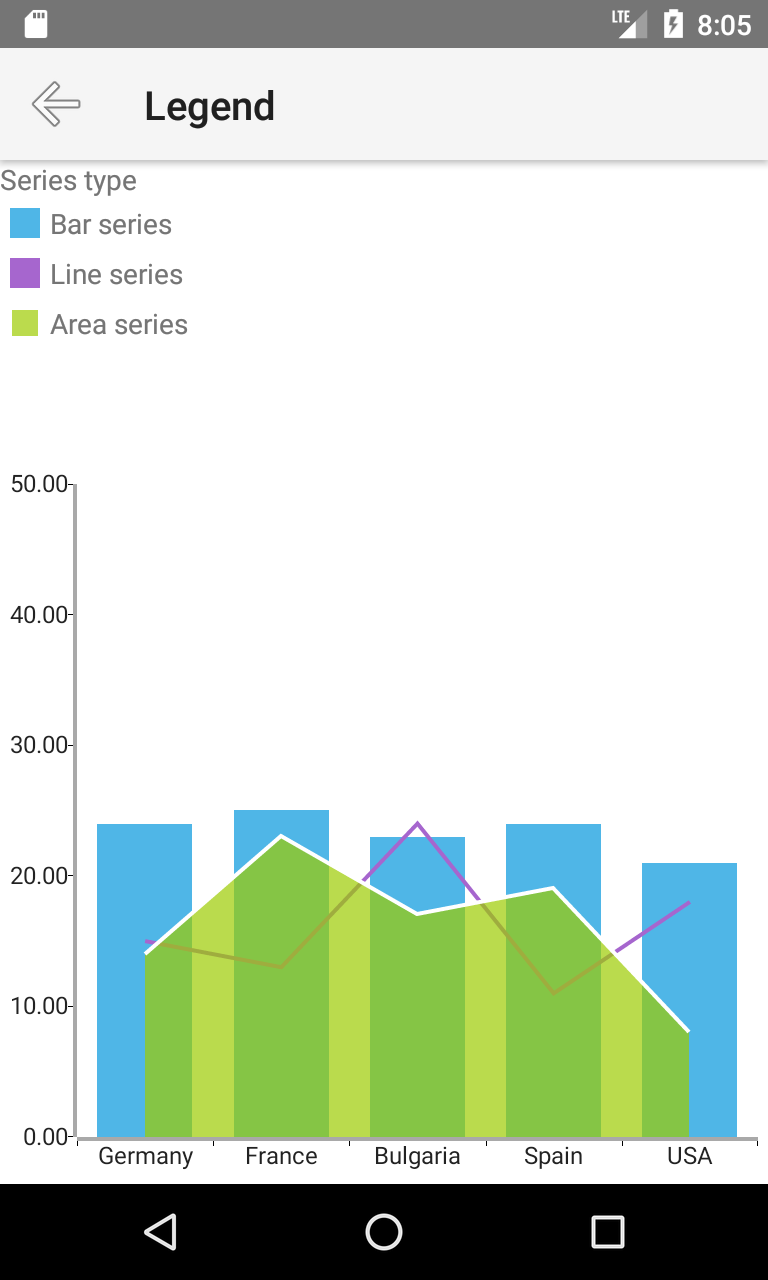 LTE 8:05
Legend
Series type
Bar series
Line series
Area series
50.00
40.00
30.00
20.00
10.00
0.00
Germany France Bulgaria Spain USA